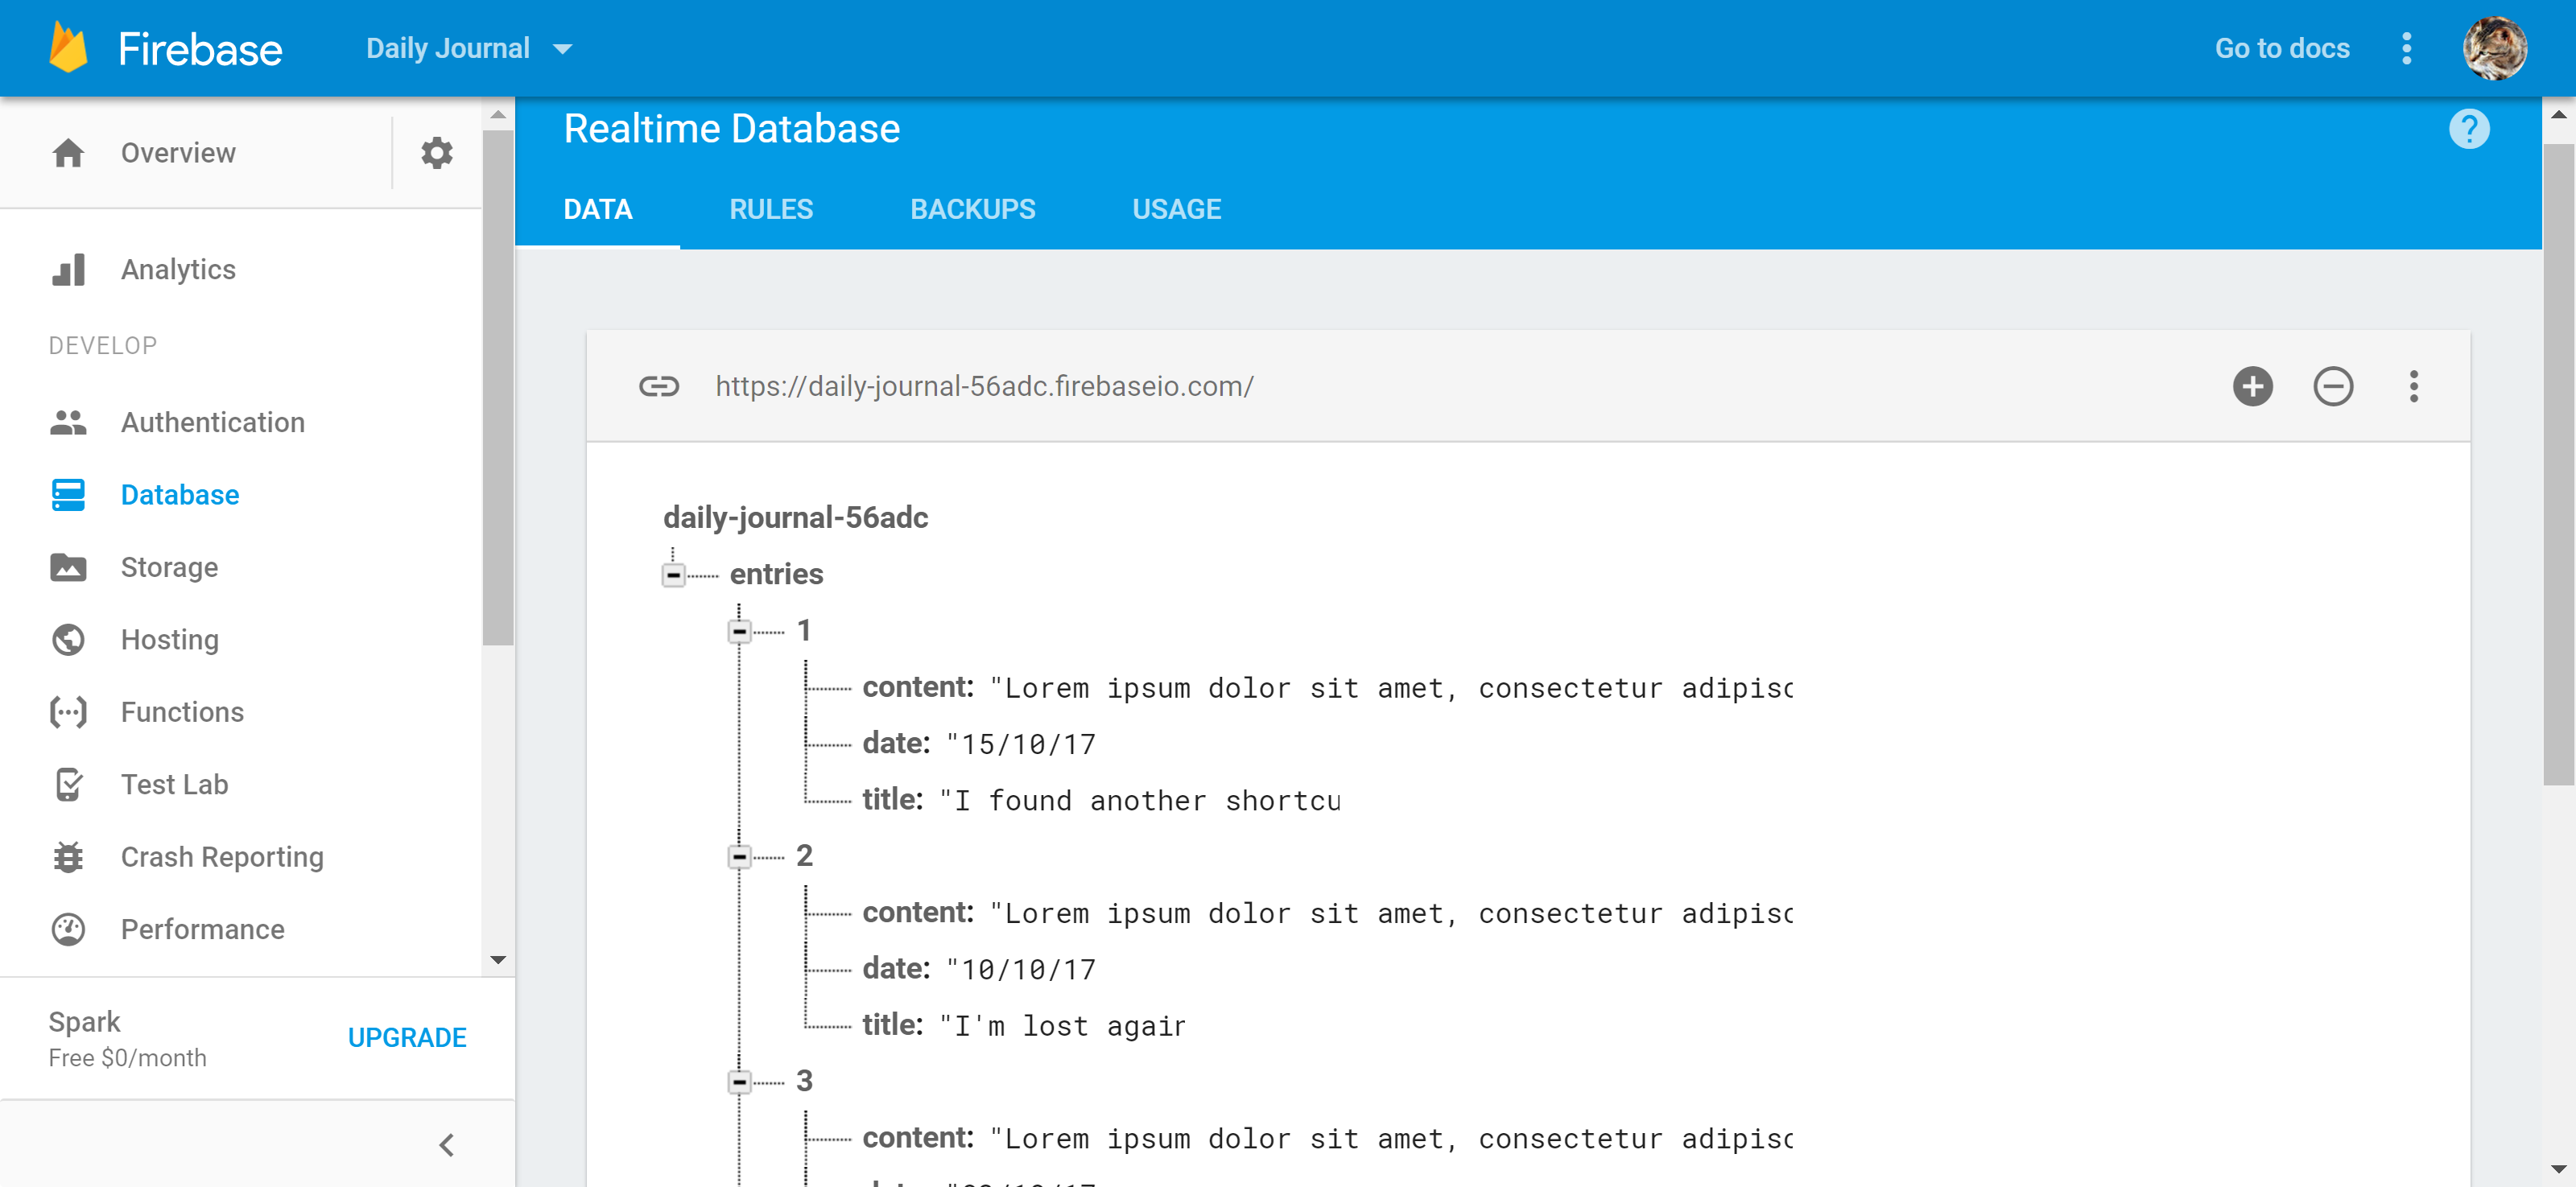 Firebase
Daily Journal
Go to docs
Overview
Realtime Database
?
DATA
RULES
BACKUPS
USAGE
Analytics
DEVELOP
Authentication
Database
Storage
Hosting
Functions
Test Lab
Crash Reporting
Performance
Spark
Free $0/month
UPGRADE
https://daily-journal-56adc.firebaseio.com/
daily-journal-56adc
entries
1
content: "Lorem ipsum dolor sit amet, consectetur adipisc
date: "15/10/17
title: "I found another shortcu
2
content: "Lorem ipsum dolor sit amet, consectetur adipisc
date: "10/10/17
title: "I'm lost again
3
content: "Lorem ipsum dolor sit amet, consectetur adipisc